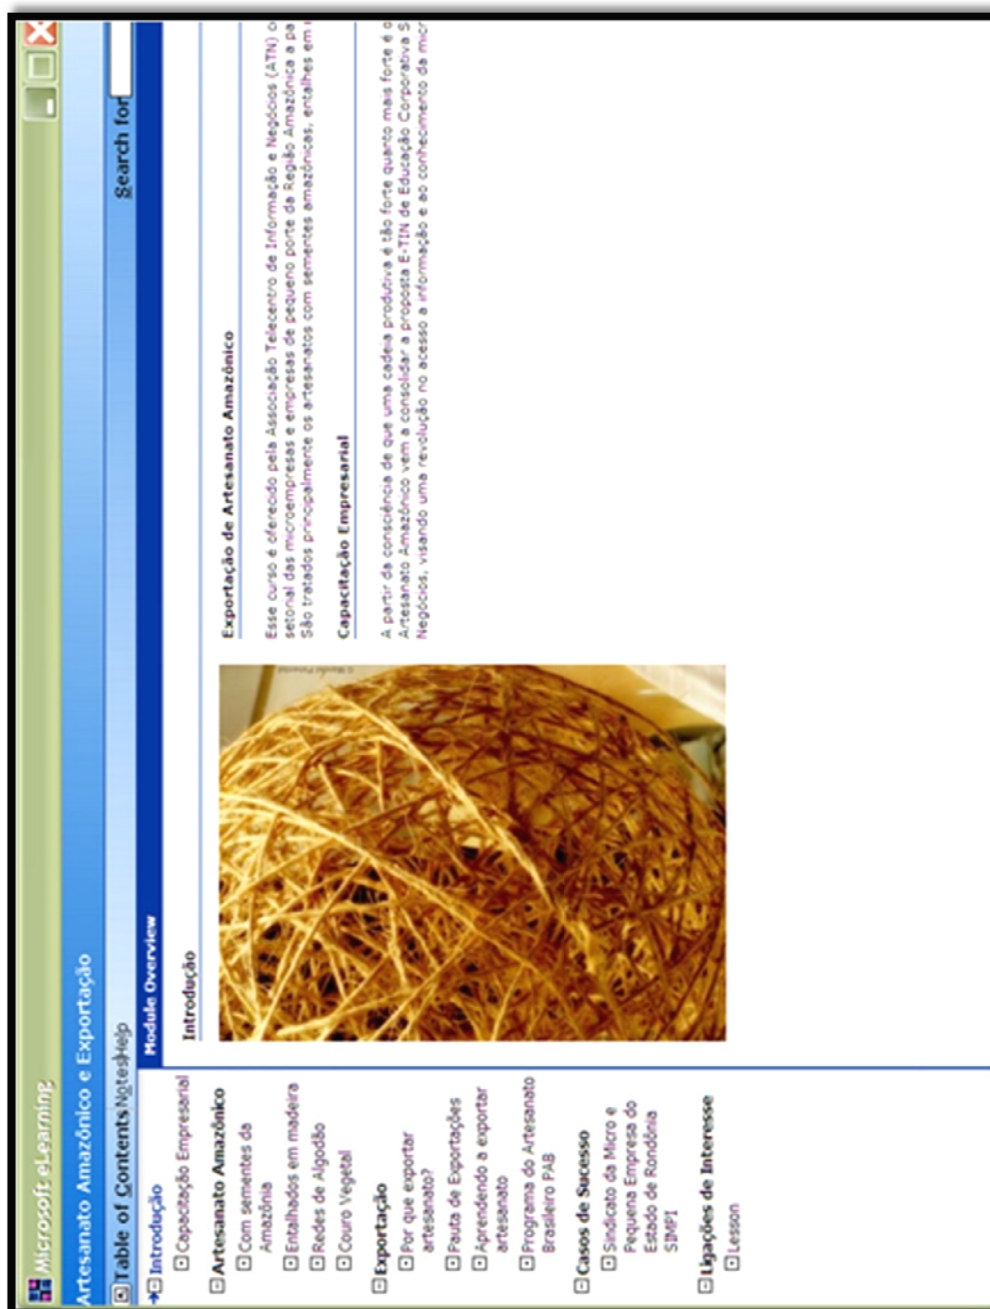 Microsoft eLearning
Artesanato Amazônico e Exportação
Table of Contents Notes Help Search for
Introdução
Capacitação Empresarial
Artesanato Amazônico
Com sementes da
Amazônia
Entalhados em madeira
Redes de Algodão
Couro Vegetal
Exportação
Por que exportar
artesanato?
Pauta de Exportações
Aprendendo a exportar
artesanato
Programa do Artesanato
Brasileiro PAB
Casos de Sucesso
Sindicato da Micro e
Pequena Empresa do
Estado de Rondônia
SIMPI
Ligações de Interesse
Lesson
Module Overview
Introdução
Exportação de Artesanato Amazônico
Esse curso é oferecido pela Associação Telecentro de Informação e Negócios (ATN)
setorial das microempresas e empresas de pequeno porte da Região Amazônica a pa
São tratados principalmente os artesanatos com sementes amazônicas, entalhes em
Capacitação Empresarial
A partir da consciência de que uma cadeia produtiva é tão forte quanto mais forte é o
Artesanato Amazônico vem a consolidar a proposta E-TIN de Educação Corporativa S
Negócios, visando uma revolução no acesso a informação e ao conhecimento da micr